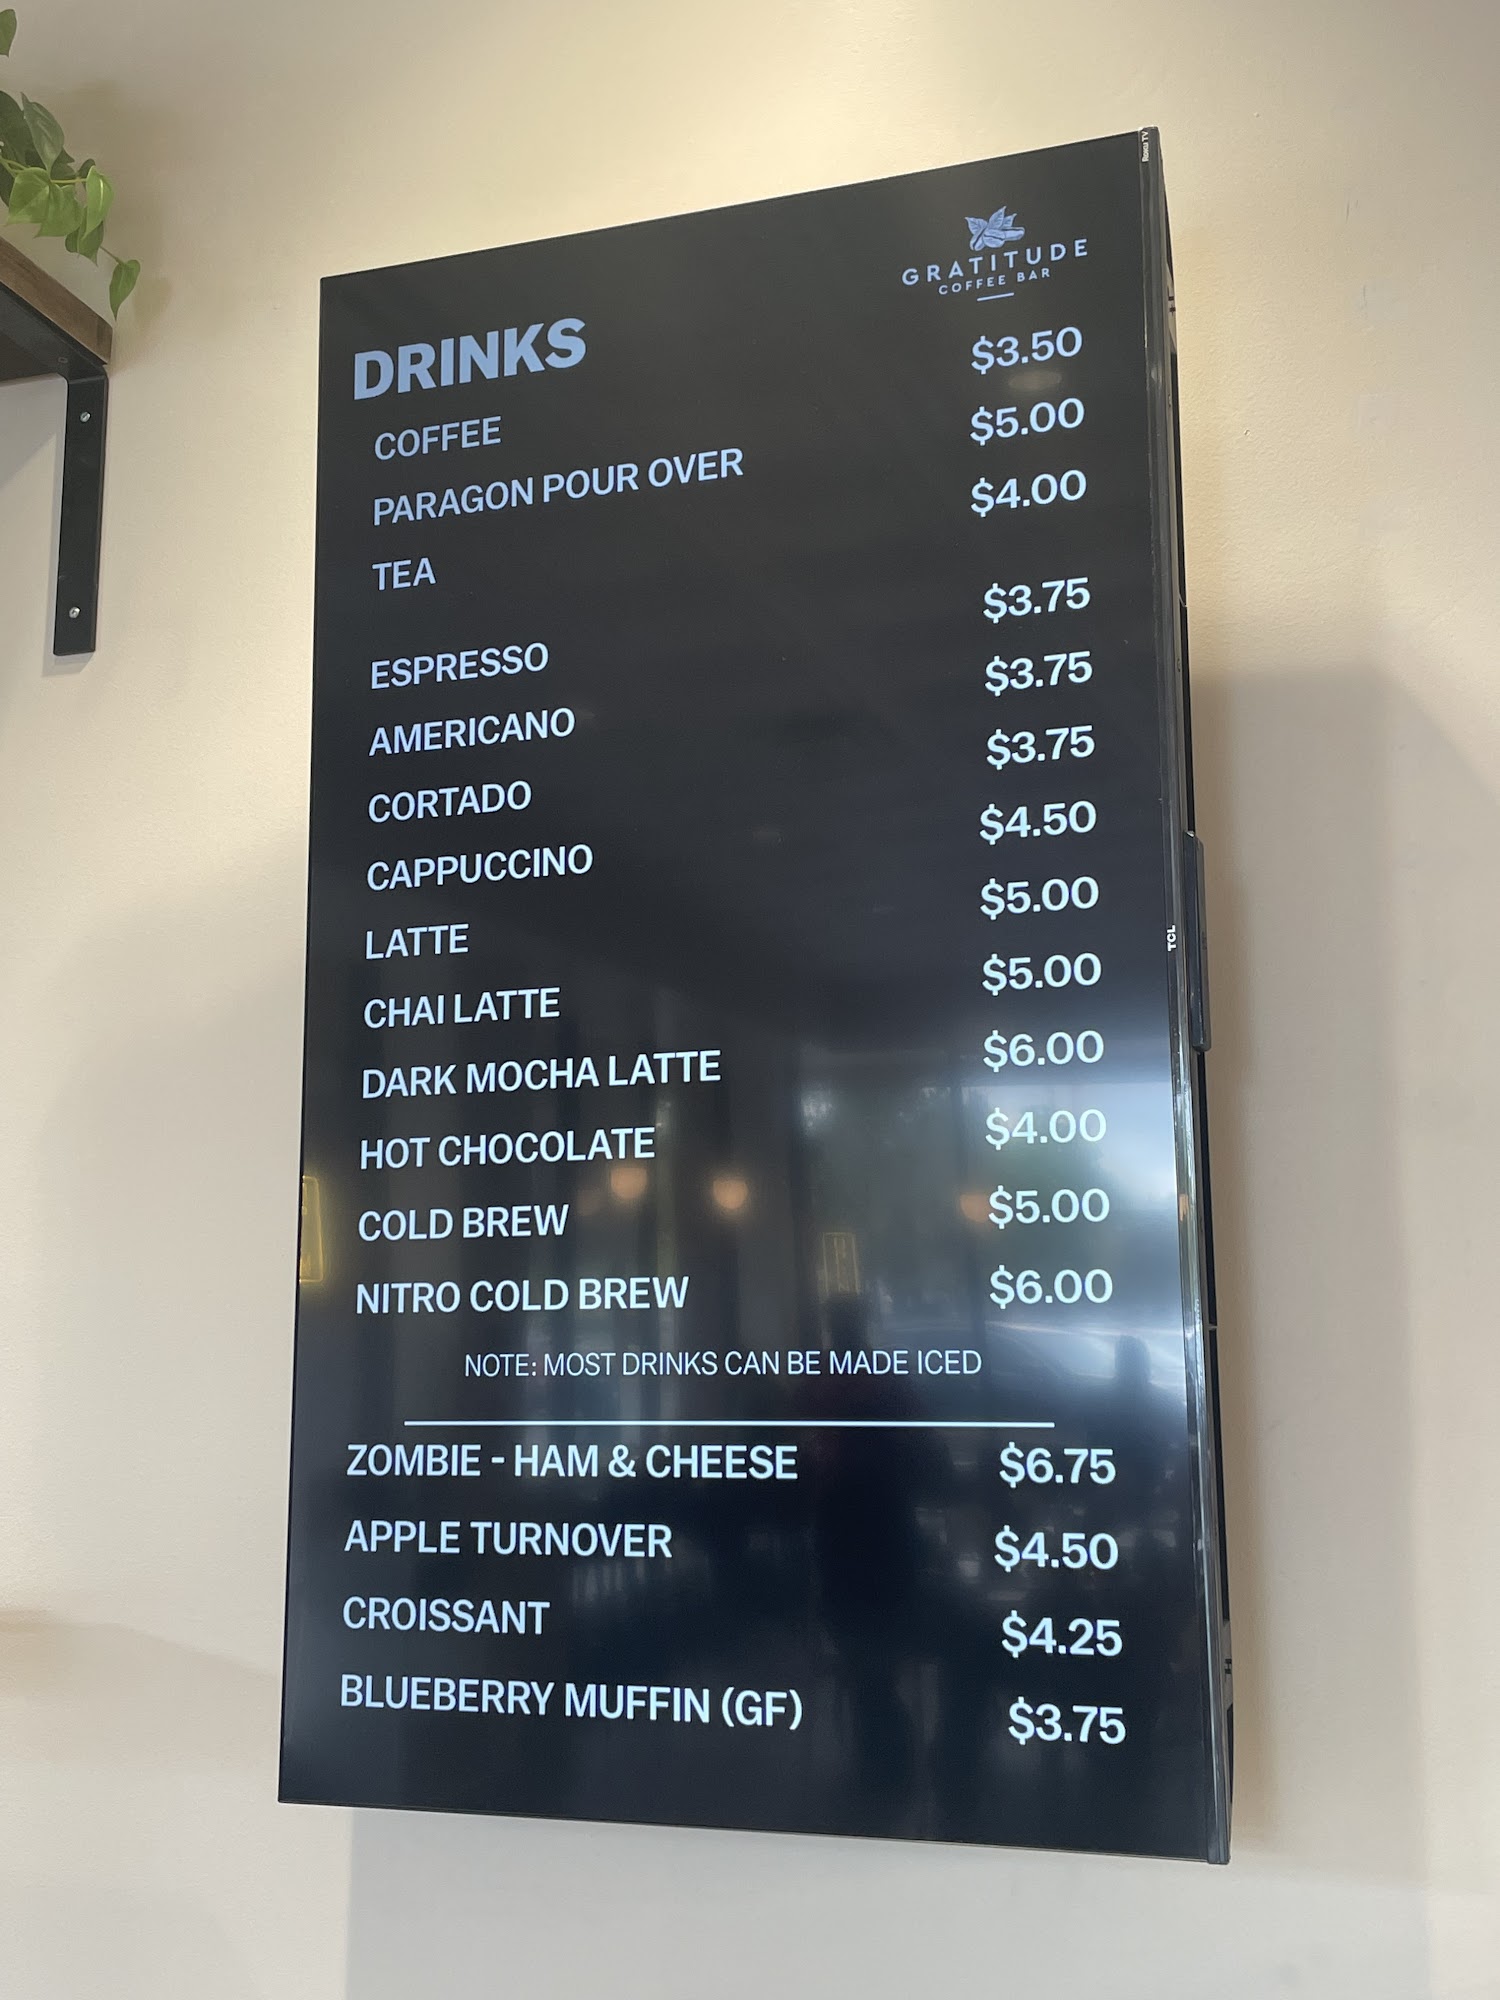 Roku TV
GRATITUDE
COFFEE BAR
DRINKS
COFFEE $3.50
PARAGON POUR OVER $5.00
TEA $4.00
ESPRESSO $3.75
AMERICANO $3.75
CORTADO $3.75
CAPPUCCINO $4.50
LATTE $5.00
CHAI LATTE $5.00
DARK MOCHA LATTE $6.00
HOT CHOCOLATE $4.00
COLD BREW $5.00
NITRO COLD BREW $6.00
NOTE: MOST DRINKS CAN BE MADE ICED
ZOMBIE - HAM & CHEESE $6.75
APPLE TURNOVER $4.50
CROISSANT $4.25
BLUEBERRY MUFFIN (GF) $3.75
TCL